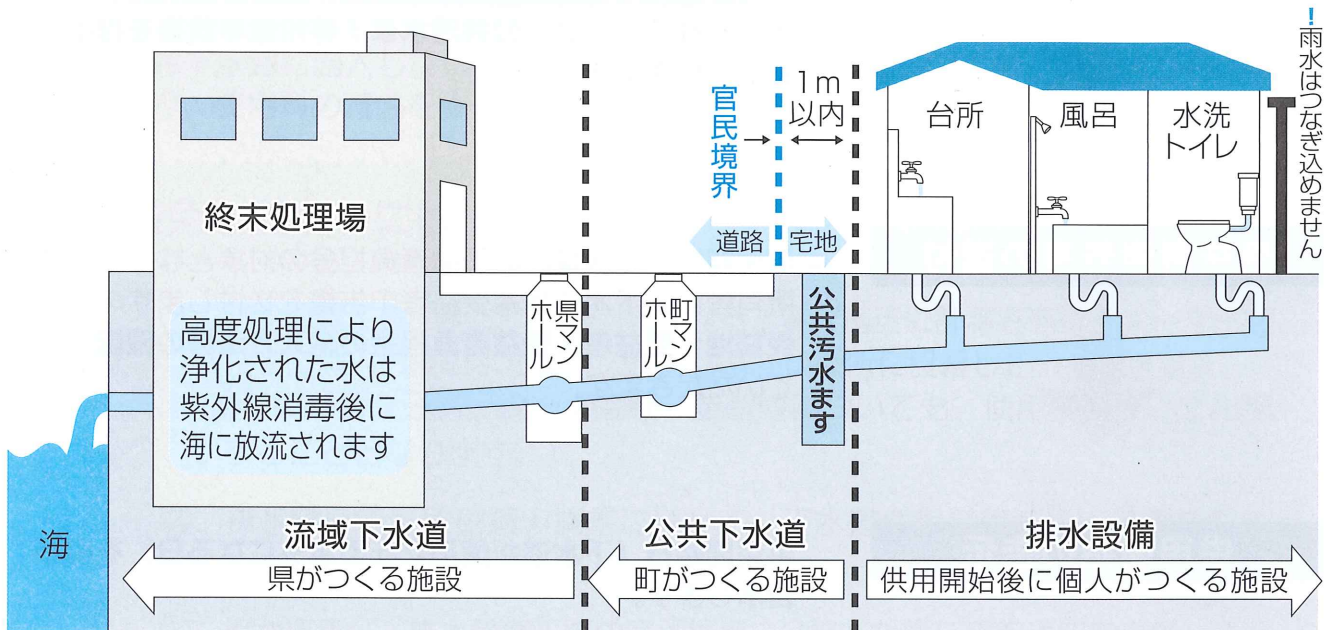 終末処理場
高度処理により
浄化された水は
紫外線消毒後に
海に放流されます
海
県マン
ホール
町マン
ホール
官民境界
1m
以内
道路
宅地
公共汚水ます
台所
風呂
水洗
トイレ
！雨水はつなぎ込めません
流域下水道
県がつくる施設
公共下水道
町がつくる施設
排水設備
供用開始後に個人がつくる施設